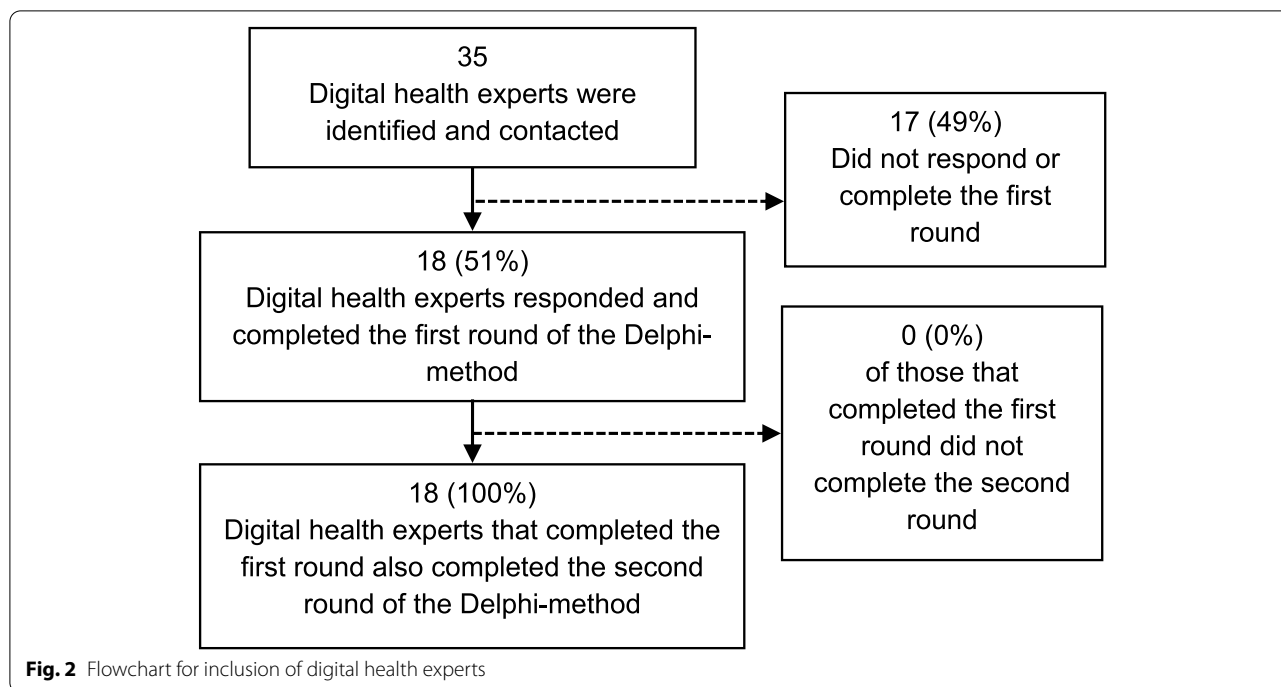 35
Digital health experts were
identified and contacted
17 (49%)
Did not respond or
complete the first
round
18 (51%)
Digital health experts responded and
completed the first round of the Delphi-
method
0 (0%)
of those that
completed the first
round did not
complete the second
round
18 (100%)
Digital health experts that completed the
first round also completed the second
round of the Delphi-method
Fig. 2 Flowchart for inclusion of digital health experts